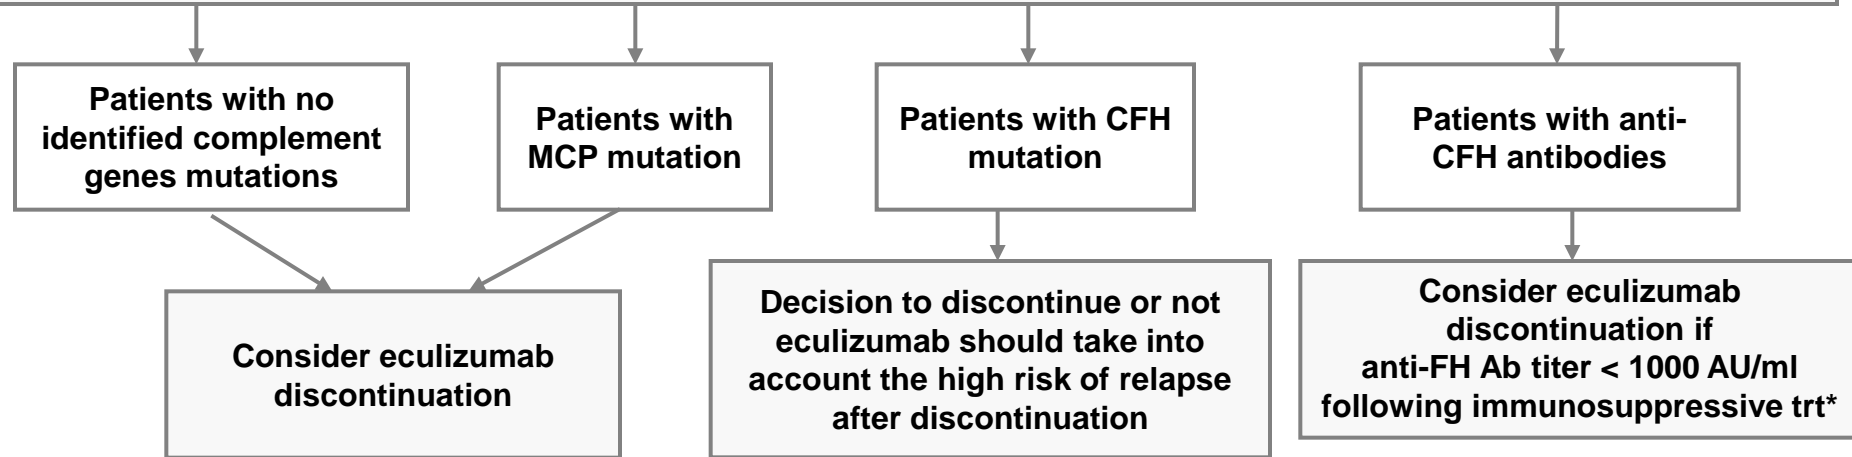 Patients with no
identified complement
genes mutations
Patients with
MCP mutation
Patients with CFH
mutation
Patients with anti-
CFH antibodies
Consider eculizumab
discontinuation
Decision to discontinue or not
eculizumab should take into
account the high risk of relapse
after discontinuation
Consider eculizumab
discontinuation if
anti-FH Ab titer < 1000 AU/ml
following immunosuppressive trt*